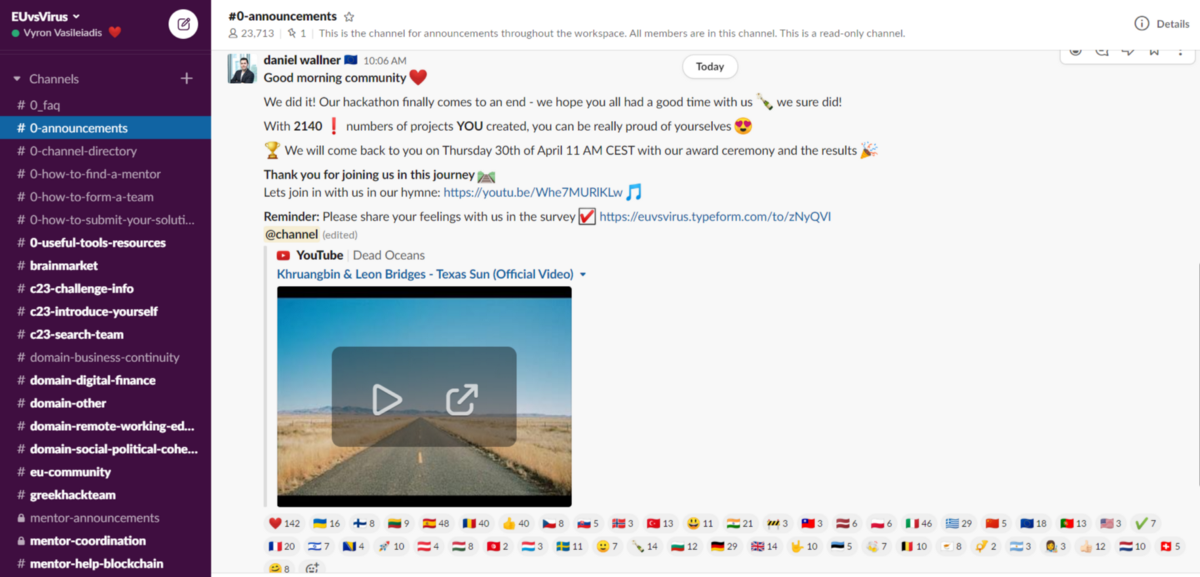 EUvsVirus
Vyron Vasileiadis
Channels
# 0_faq
# 0-announcements
# 0-channel-directory
# 0-how-to-find-a-mentor
# 0-how-to-form-a-team
# 0-how-to-submit-your-soluti...
# 0-useful-tools-resources
# brainmarket
# c23-challenge-info
# c23-introduce-yourself
# c23-search-team
# domain-business-continuity
# domain-digital-finance
# domain-other
# domain-remote-working-ed...
# domain-social-political-cohe...
# eu-community
# greekhackteam
mentor-announcements
mentor-coordination
# mentor-help-blockchain
#0-announcements
23,713 | 1 | This is the channel for announcements throughout the workspace. All members are in this channel. This is a read-only channel.
Details
Today
daniel wallner 10:06 AM
Good morning community
We did it! Our hackathon finally comes to an end - we hope you all had a good time with us we sure did!
With 2140 ❗ numbers of projects YOU created, you can be really proud of yourselves
We will come back to you on Thursday 30th of April 11 AM CEST with our award ceremony and the results
Thank you for joining us in this journey
Lets join in with us in our hymne: https://youtu.be/Whe7MURlKLw
Reminder: Please share your feelings with us in the survey https://euvsvirus.typeform.com/to/zNyQVI
@channel (edited)
YouTube | Dead Oceans
Khruangbin & Leon Bridges - Texas Sun (Official Video)
142 16 8 9 48 40 40 8 5 3 13 11 21 3 3 6 6 46 29 5 18 13 3 7
20 7 4 10 4 8 2 3 11 7 14 12 29 14 10 5 7 10 8 2 3 3 12 10 5
8